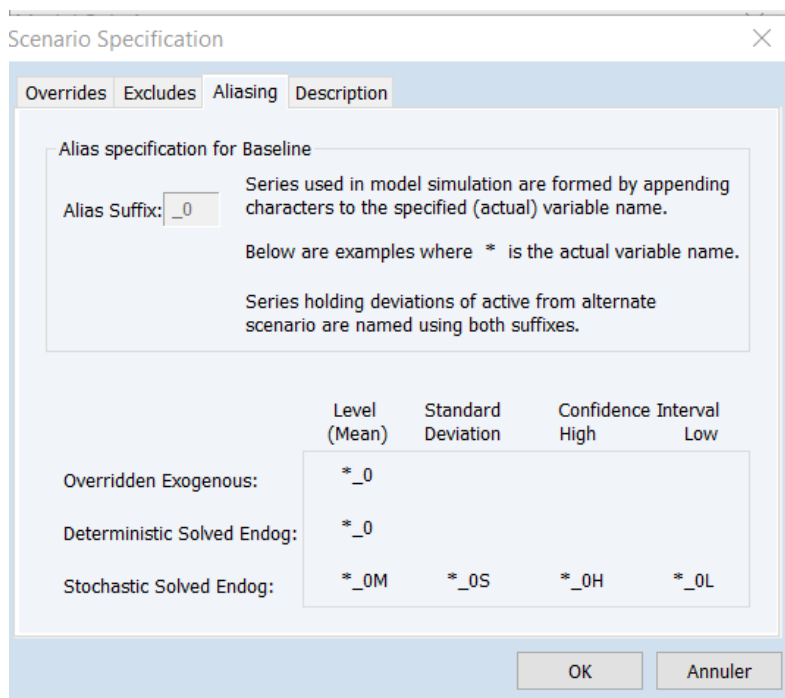 Scenario Specification
Overrides Excludes Aliasing Description
Alias specification for Baseline
Alias Suffix: _0
Series used in model simulation are formed by appending
characters to the specified (actual) variable name.
Below are examples where * is the actual variable name.
Series holding deviations of active from alternate
scenario are named using both suffixes.
Level Standard Confidence Interval
(Mean) Deviation High Low
Overridden Exogenous: *_0
Deterministic Solved Endog: *_0
Stochastic Solved Endog: *_0M *_0S *_0H *_0L
OK Annuler